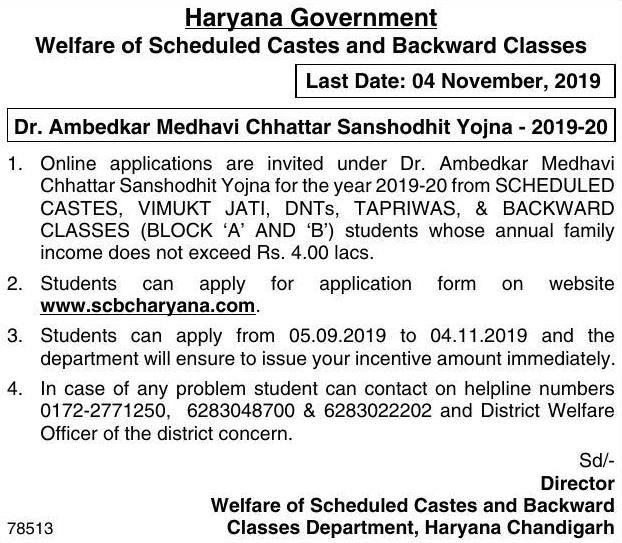 Haryana Government
Welfare of Scheduled Castes and Backward Classes
Last Date: 04 November, 2019
Dr. Ambedkar Medhavi Chhattar Sanshodhit Yojna - 2019-20
1. Online applications are invited under Dr. Ambedkar Medhavi
Chhattar Sanshodhit Yojna for the year 2019-20 from SCHEDULED
CASTES, VIMUKT JATI, DNTs, TAPRIWAS, & BACKWARD
CLASSES (BLOCK ‘A’ AND ‘B’) students whose annual family
income does not exceed Rs. 4.00 lacs.
2. Students can apply for application form on website
www.scbcharyana.com.
3. Students can apply from 05.09.2019 to 04.11.2019 and the
department will ensure to issue your incentive amount immediately.
4. In case of any problem student can contact on helpline numbers
0172-2771250, 6283048700 & 6283022202 and District Welfare
Officer of the district concern.
Sd/-
Director
Welfare of Scheduled Castes and Backward
78513 Classes Department, Haryana Chandigarh